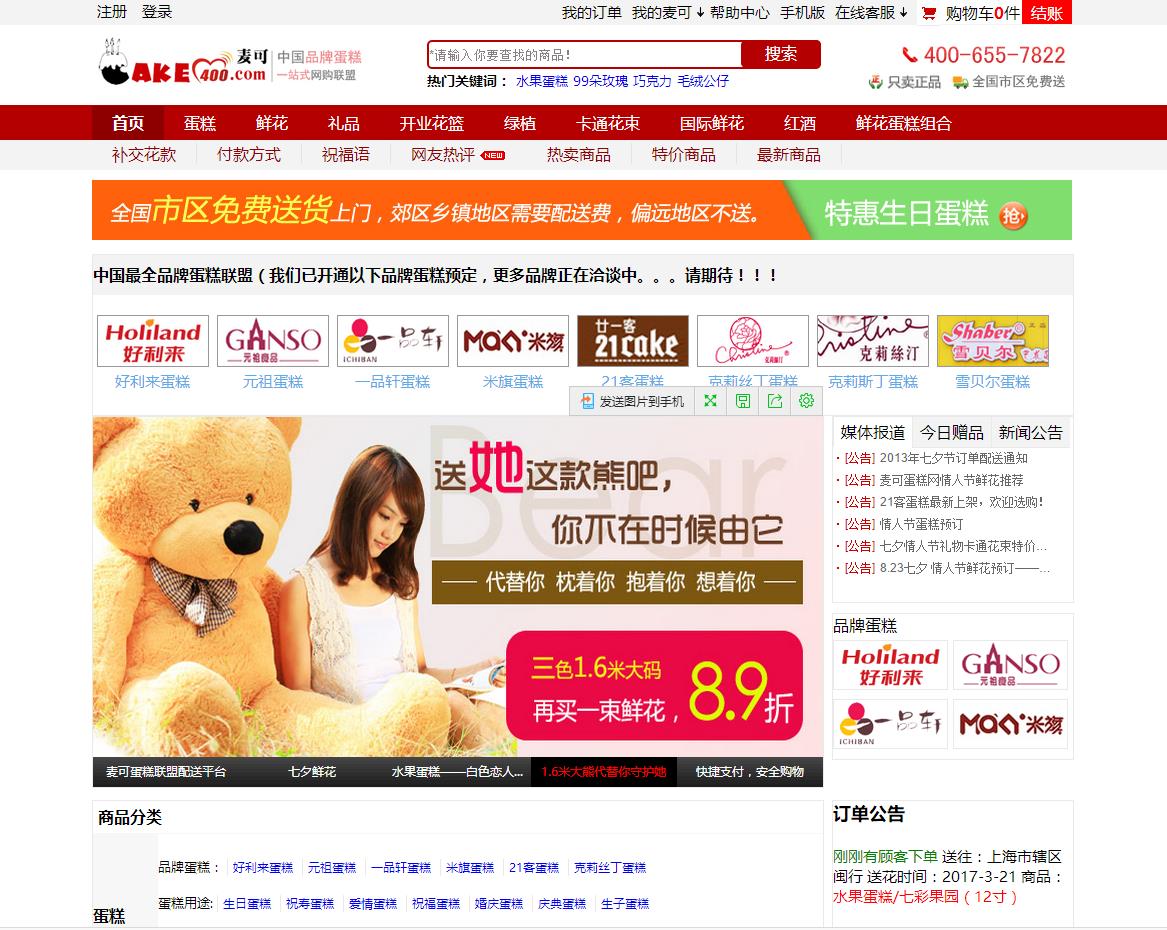 注册 登录 我的订单 我的麦可 帮助中心 手机版 在线客服 购物车0件 结账
麦可 中国品牌蛋糕
AKE400.com 一站式网购联盟
*请输入你要查找的商品! 搜索
热门关键词： 水果蛋糕 99朵玫瑰 巧克力 毛绒公仔
400-655-7822
只卖正品 全国市区免费送
首页 蛋糕 鲜花 礼品 开业花篮 绿植 卡通花束 国际鲜花 红酒 鲜花蛋糕组合
补交花款 付款方式 祝福语 网友热评 NEW 热卖商品 特价商品 最新商品
全国市区免费送货上门，郊区乡镇地区需要配送费，偏远地区不送。 特惠生日蛋糕 抢
中国最全品牌蛋糕联盟（我们已开通以下品牌蛋糕预定，更多品牌正在洽谈中。。。请期待！！！
Holiland 好利来
GANSO 元祖食品
ICHIBAN 一品轩
MAKY 米旗
廿一客 21cake
Christine 克莉丝汀
Christine 克莉絲汀
Shaber 雪贝尔
好利来蛋糕 元祖蛋糕 一品轩蛋糕 米旗蛋糕 21客蛋糕 克莉丝丁蛋糕 克莉斯丁蛋糕 雪贝尔蛋糕
发送图片到手机
Bear
送她这款熊吧，
你不在时候由它
代替你 枕着你 抱着你 想着你
三色1.6米大码
再买一束鲜花， 8.9折
麦可蛋糕联盟配送平台 七夕鲜花 水果蛋糕——白色恋人... 1.6米大熊代替你守护她 快捷支付，安全购物
媒体报道 今日赠品 新闻公告
· [公告] 2013年七夕节订单配送通知
· [公告] 麦可蛋糕网情人节鲜花推荐
· [公告] 21客蛋糕最新上架，欢迎选购！
· [公告] 情人节蛋糕预订
· [公告] 七夕情人节礼物卡通花束特价...
· [公告] 8.23七夕 情人节鲜花预订——...
品牌蛋糕
Holiland 好利来
GANSO 元祖食品
ICHIBAN 一品轩
MAKY 米旗
商品分类
品牌蛋糕： 好利来蛋糕 元祖蛋糕 一品轩蛋糕 米旗蛋糕 21客蛋糕 克莉丝丁蛋糕
蛋糕用途: 生日蛋糕 祝寿蛋糕 爱情蛋糕 祝福蛋糕 婚庆蛋糕 庆典蛋糕 生子蛋糕
蛋糕
订单公告
刚刚有顾客下单 送往：上海市辖区
闵行 送花时间：2017-3-21 商品：
水果蛋糕/七彩果园（12寸）